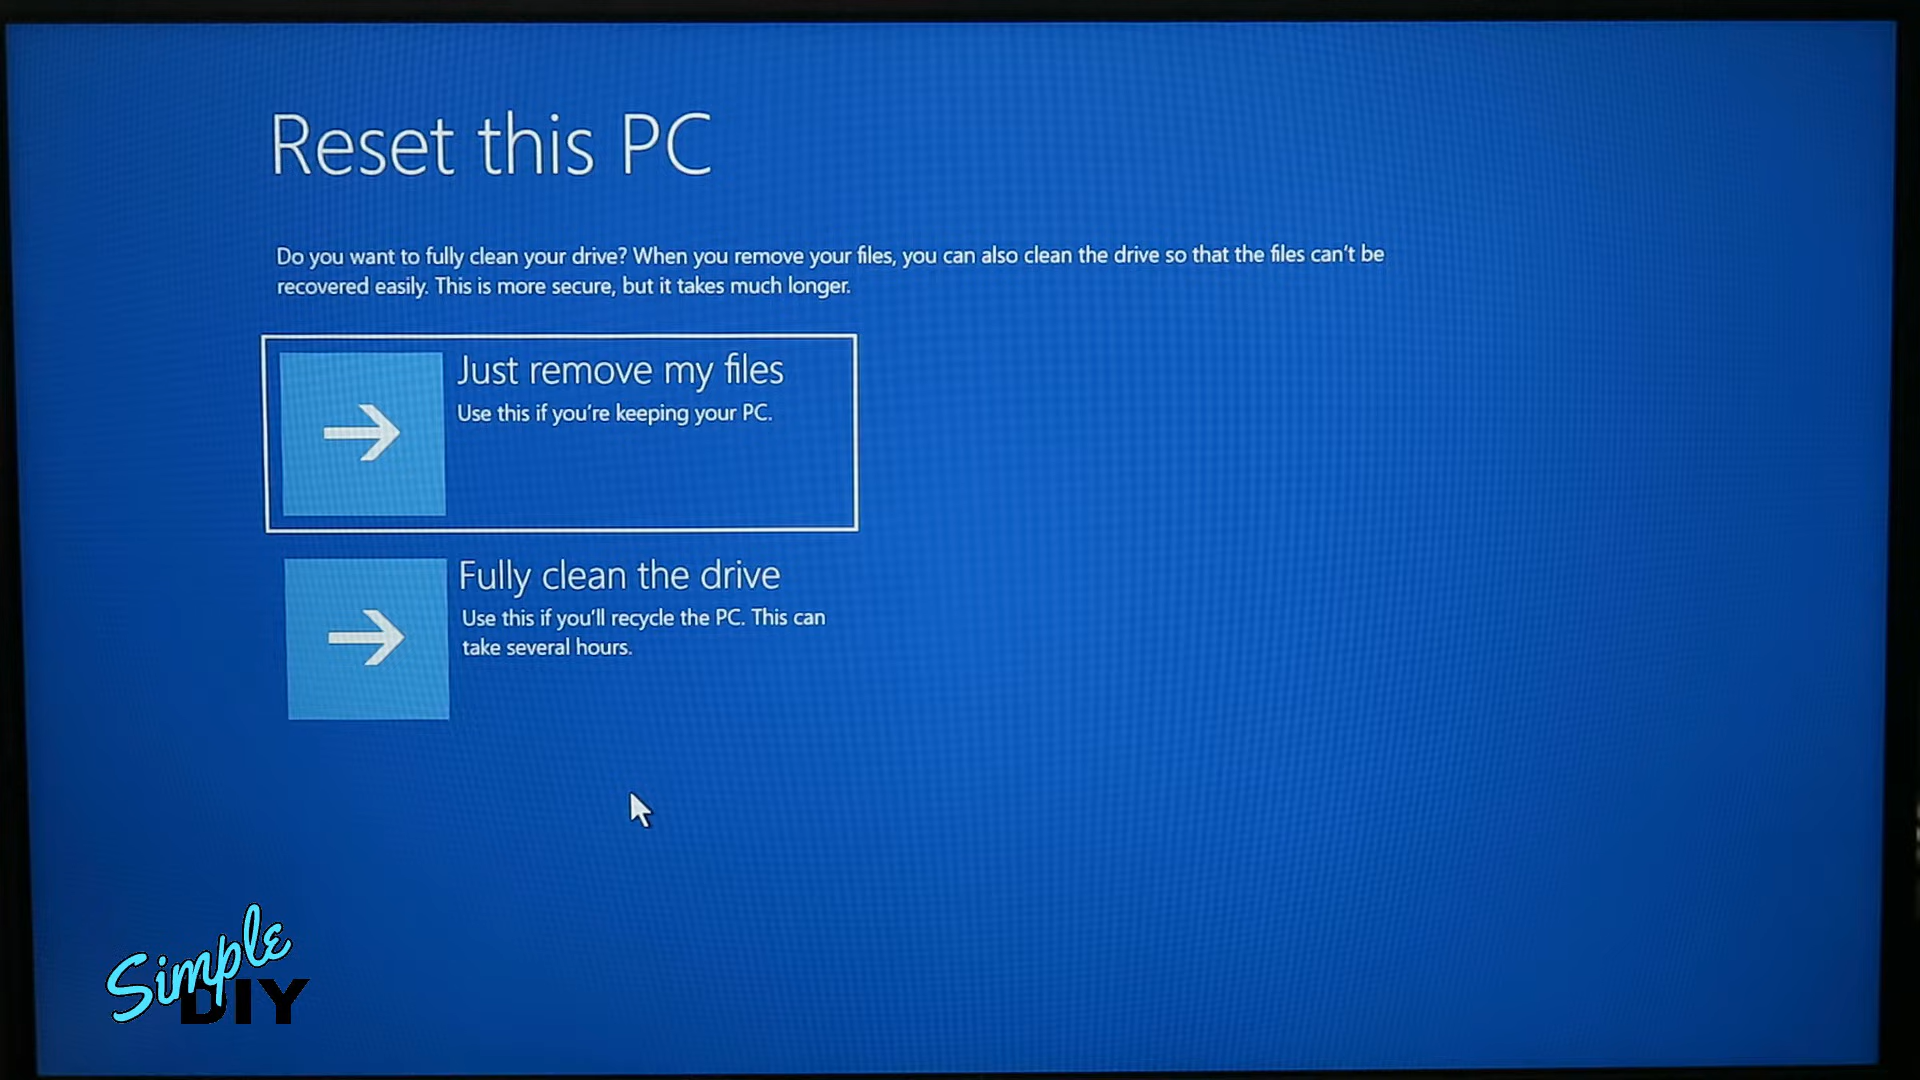 Reset this PC
Do you want to fully clean your drive? When you remove your files, you can also clean the drive so that the files can't be
recovered easily. This is more secure, but it takes much longer.
Just remove my files
Use this if you're keeping your PC.
Fully clean the drive
Use this if you'll recycle the PC. This can
take several hours.
Simple
DIY